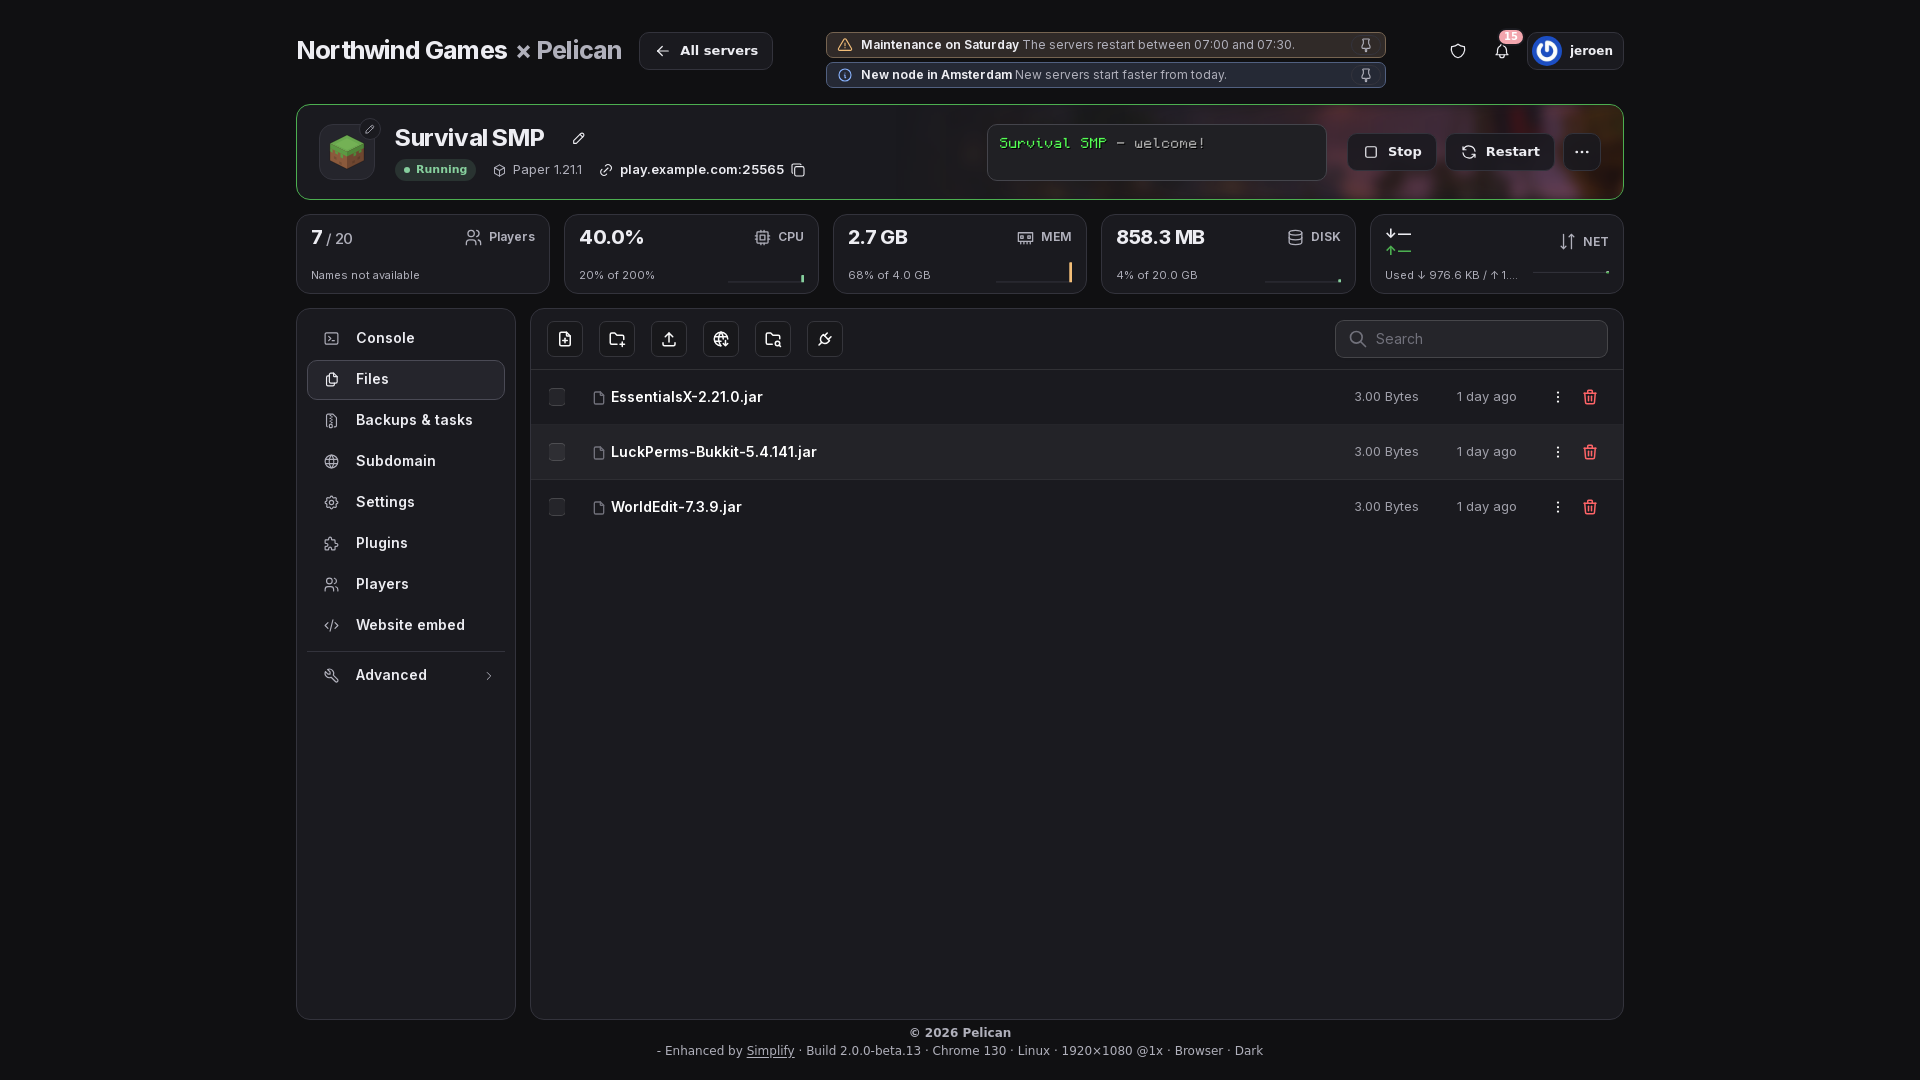 Northwind Games × Pelican
All servers
Maintenance on Saturday The servers restart between 07:00 and 07:30.
New node in Amsterdam New servers start faster from today.
15
jeroen
Survival SMP
Running
Paper 1.21.1
play.example.com:25565
Survival SMP - welcome!
Stop
Restart
7 / 20
Players
Names not available
40.0%
CPU
20% of 200%
2.7 GB
MEM
68% of 4.0 GB
858.3 MB
DISK
4% of 20.0 GB
↓—
↑—
NET
Used ↓ 976.6 KB / ↑ 1....
Console
Files
Backups & tasks
Subdomain
Settings
Plugins
Players
Website embed
Advanced
Search
EssentialsX-2.21.0.jar 3.00 Bytes 1 day ago
LuckPerms-Bukkit-5.4.141.jar 3.00 Bytes 1 day ago
WorldEdit-7.3.9.jar 3.00 Bytes 1 day ago
© 2026 Pelican
- Enhanced by Simplify · Build 2.0.0-beta.13 · Chrome 130 · Linux · 1920×1080 @1x · Browser · Dark